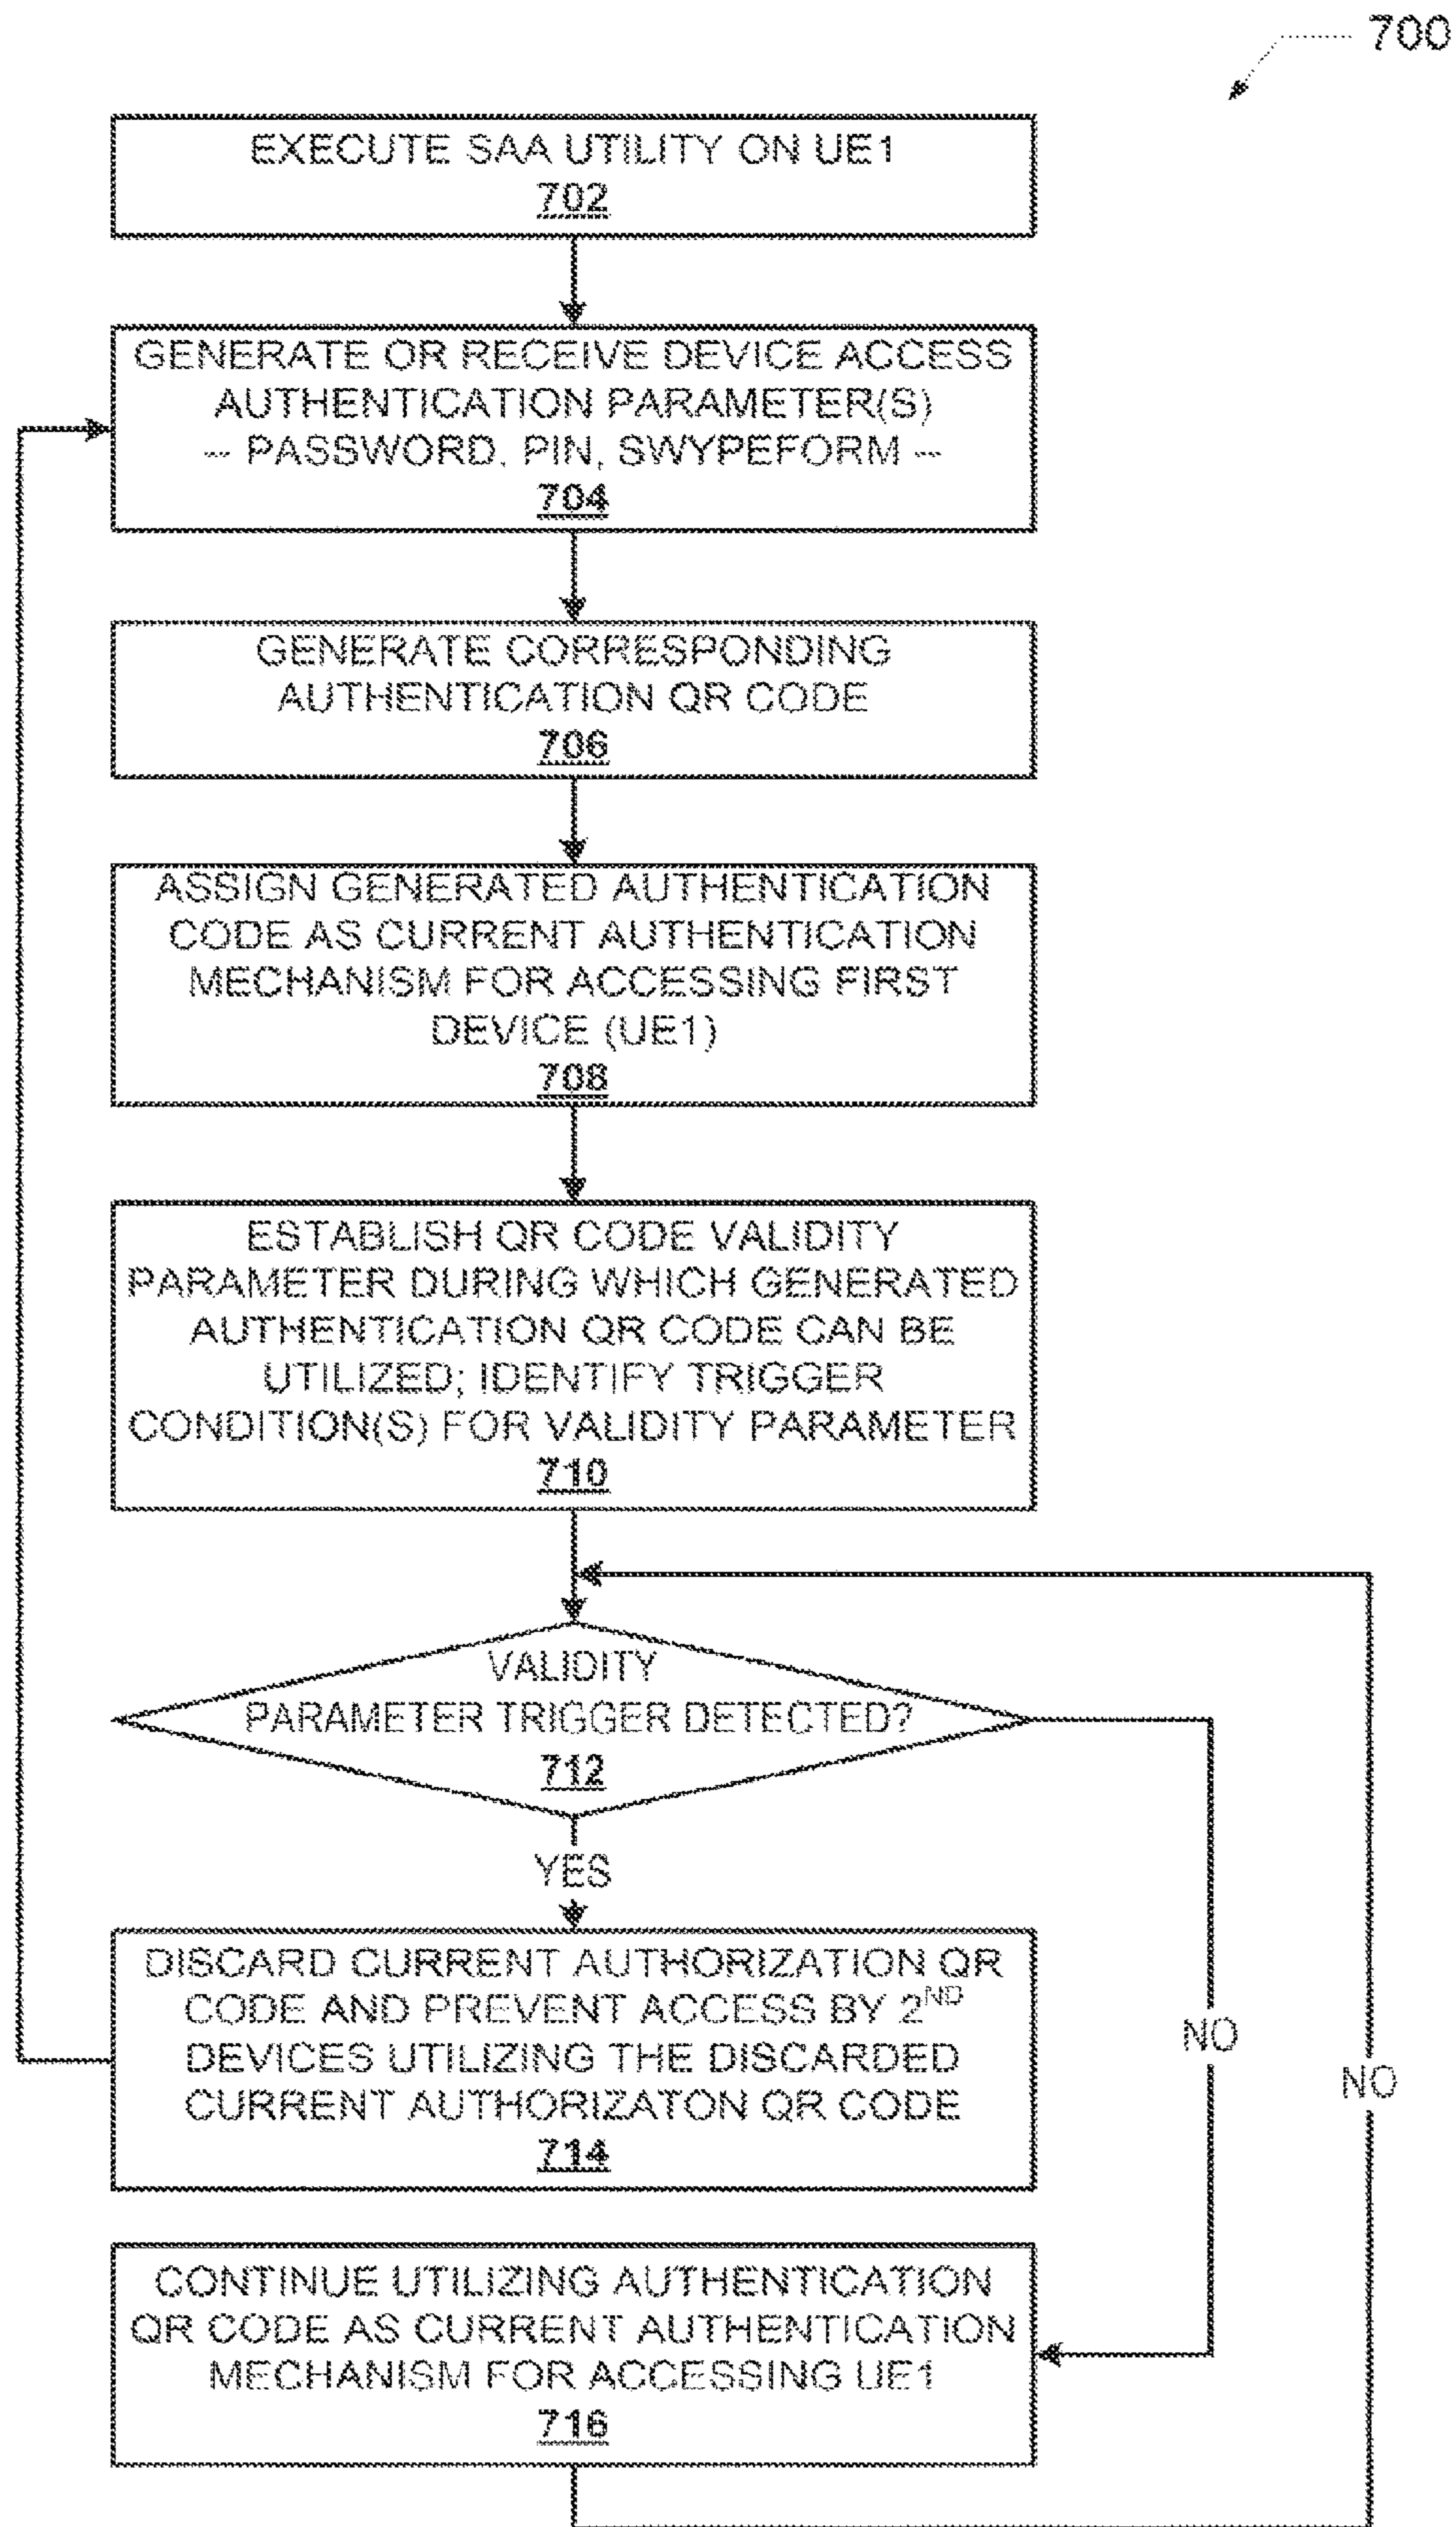 700
EXECUTE SAA UTILITY ON UE1
702
GENERATE OR RECEIVE DEVICE ACCESS
AUTHENTICATION PARAMETER(S)
-- PASSWORD, PIN, SWYPEFORM --
704
GENERATE CORRESPONDING
AUTHENTICATION QR CODE
706
ASSIGN GENERATED AUTHENTICATION
CODE AS CURRENT AUTHENTICATION
MECHANISM FOR ACCESSING FIRST
DEVICE (UE1)
708
ESTABLISH QR CODE VALIDITY
PARAMETER DURING WHICH GENERATED
AUTHENTICATION QR CODE CAN BE
UTILIZED; IDENTIFY TRIGGER
CONDITION(S) FOR VALIDITY PARAMETER
710
VALIDITY
PARAMETER TRIGGER DETECTED?
712
YES
DISCARD CURRENT AUTHORIZATION QR
CODE AND PREVENT ACCESS BY 2ND
DEVICES UTILIZING THE DISCARDED
CURRENT AUTHORIZATON QR CODE
714
NO
NO
CONTINUE UTILIZING AUTHENTICATION
QR CODE AS CURRENT AUTHENTICATION
MECHANISM FOR ACCESSING UE1
716